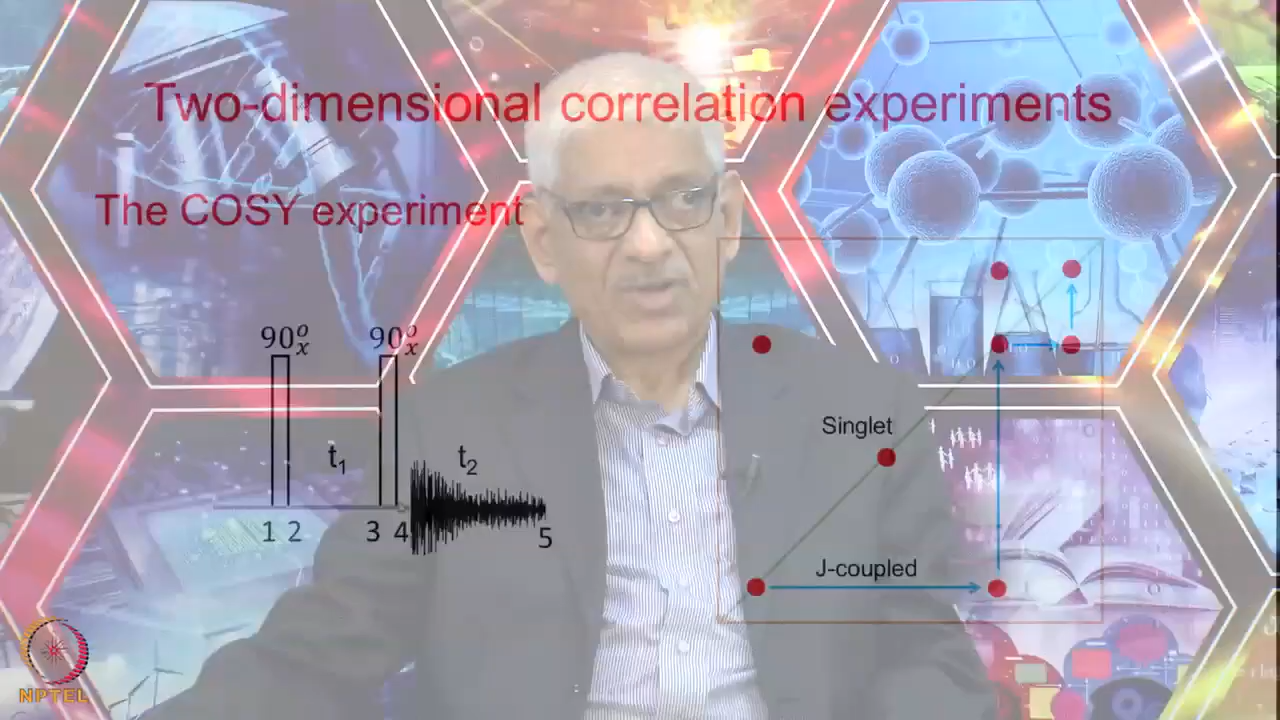 Two-dimensional correlation experiments
The COSY experiment
90°x 90°x
t1 t2
1 2 3 4 5
Singlet
J-coupled
NPTEL